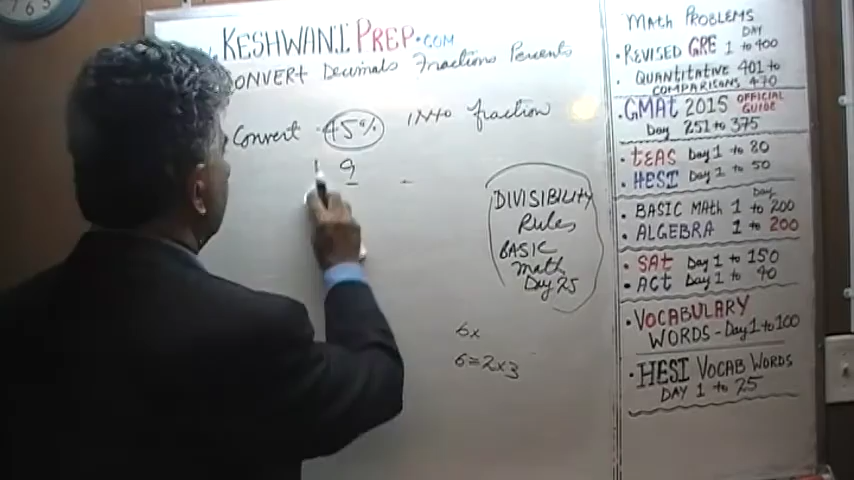 KESHWANI PREP.COM
CONVERT Decimals Fractions Percents
Convert 45% INto fraction
9
DIVISIBILITY
Rules
BASIC
math
Day 25
6x
6=2x3
MatH PROBLEMS
DAY
• REVISED GRE 1 to 400
• QUANTITATIVE 401 to
COMPARISONS 470
• GMAT 2015 OFFICIAL GUIDE
Day 251 to 375
• tEAS Day 1 to 80
• HESI Day 1 to 50
Day
• BASIC MAtH 1 to 200
• ALGEBRA 1 to 200
• SAt Day 1 to 150
• ACt Day 1 to 40
• VOCABULARY
WORDS - Day 1 to 100
• HESI VOCAB WORDS
DAY 1 to 25
7 6 5